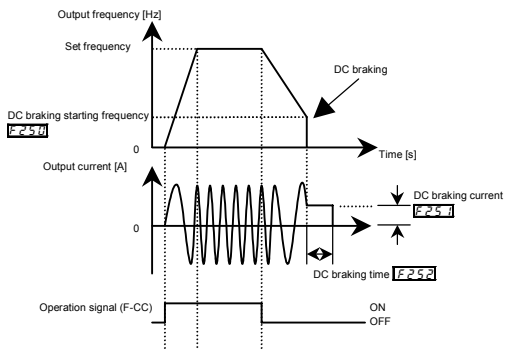 Output frequency [Hz]
Set frequency
DC braking
DC braking starting frequency
F250
0
Time [s]
Output current [A]
DC braking current
F251
0
DC braking time F252
Operation signal (F-CC)
ON
OFF